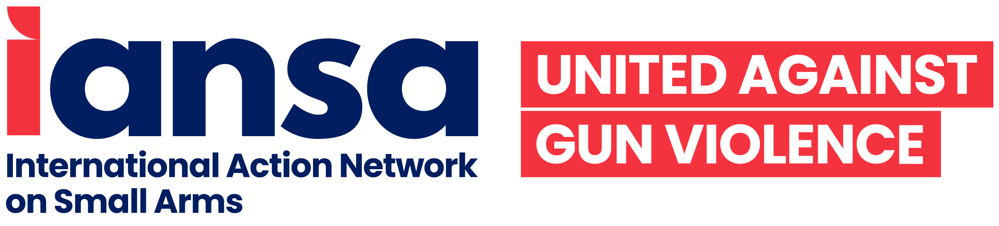 iansa
International Action Network
on Small Arms
UNITED AGAINST
GUN VIOLENCE